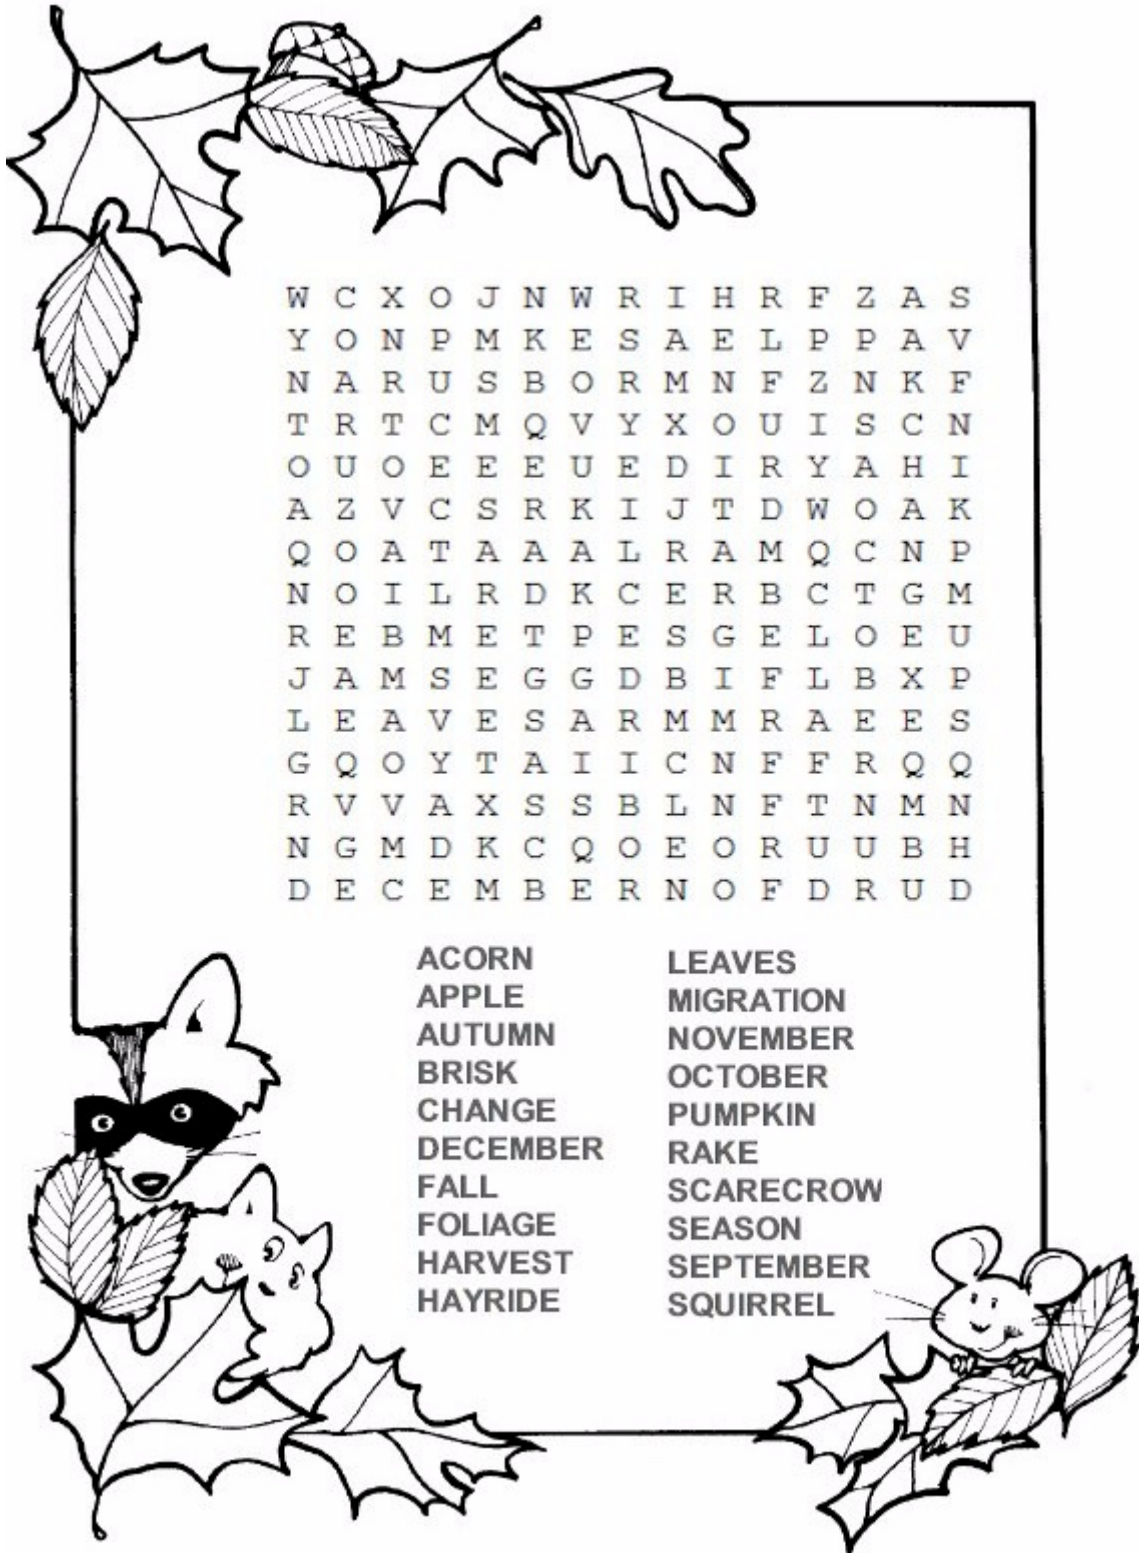 W C X O J N W R I H R F Z A S
Y O N P M K E S A E L P P A V
N A R U S B O R M N F Z N K F
T R T C M Q V Y X O U I S C N
O U O E E E U E D I R Y A H I
A Z V C S R K I J T D W O A K
Q O A T A A A L R A M Q C N P
N O I L R D K C E R B C T G M
R E B M E T P E S G E L O E U
J A M S E G G D B I F L B X P
L E A V E S A R M M R A E E S
G Q O Y T A I I C N F F R Q Q
R V V A X S S B L N F T N M N
N G M D K C Q O E O R U U B H
D E C E M B E R N O F D R U D
ACORN
APPLE
AUTUMN
BRISK
CHANGE
DECEMBER
FALL
FOLIAGE
HARVEST
HAYRIDE
LEAVES
MIGRATION
NOVEMBER
OCTOBER
PUMPKIN
RAKE
SCARECROW
SEASON
SEPTEMBER
SQUIRREL